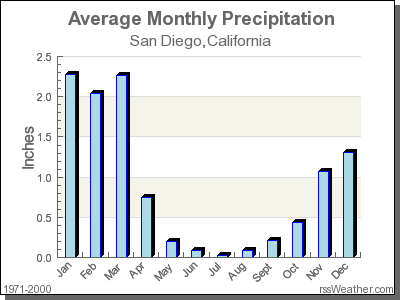 Average Monthly Precipitation
San Diego,California
Inches
2.5
2.0
1.5
1.0
0.5
0.0
Jan
Feb
Mar
Apr
May
Jun
Jul
Aug
Sept
Oct
Nov
Dec
1971-2000
rssWeather.com